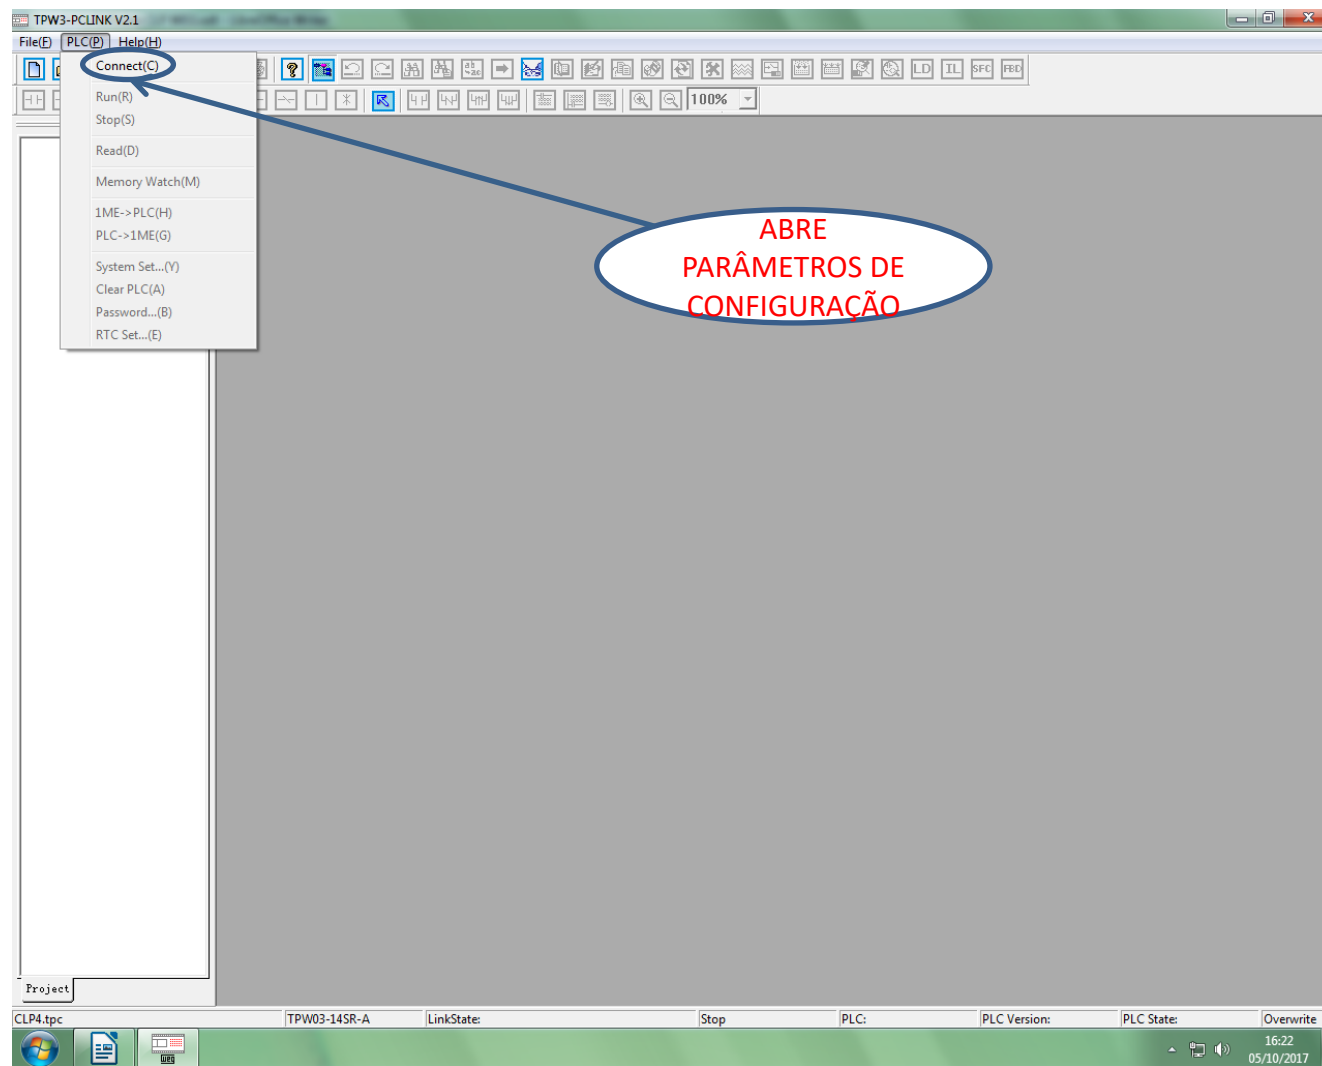 TPW3-PCLINK V2.1
File(F) PLC(P) Help(H)
Connect(C)
Run(R)
Stop(S)
Read(D)
Memory Watch(M)
1ME->PLC(H)
PLC->1ME(G)
System Set...(Y)
Clear PLC(A)
Password...(B)
RTC Set...(E)
LD IL SFC FBD
100%
ABRE
PARÂMETROS DE
CONFIGURAÇÃO
Project
CLP4.tpc TPW03-14SR-A LinkState: Stop PLC: PLC Version: PLC State: Overwrite
weg
16:22
05/10/2017